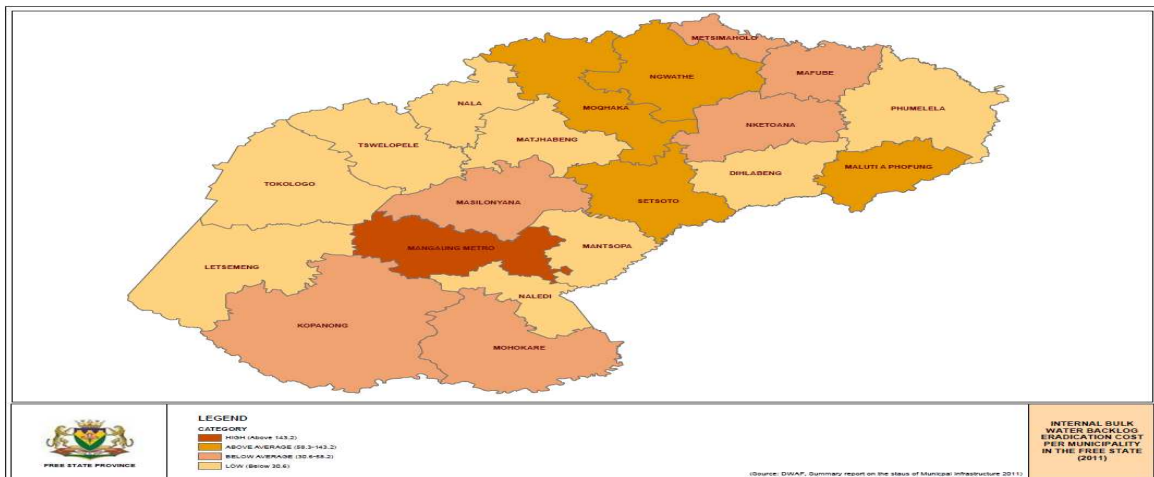 METSIMAHOLO
NGWATHE
MAFUBE
NALA
MOQHAKA
PHUMELELA
NKETOANA
MATJHABENG
TSWELOPELE
DIHLABENG
MALUTI A PHOFUNG
TOKOLOGO
MASILONYANA
SETSOTO
MANGAUNG METRO
MANTSOPA
LETSEMENG
NALEDI
KOPANONG
MOHOKARE
FREE STATE PROVINCE
LEGEND
CATEGORY
HIGH (Above 143.2)
ABOVE AVERAGE (58.3-143.2)
BELOW AVERAGE (30.6-58.2)
LOW (Below 30.6)
(Source: DWAF, Summary report on the staus of Municpal Infrastructure 2011)
INTERNAL BULK
WATER BACKLOG
ERADICATION COST
PER MUNICIPALITY
IN THE FREE STATE
(2011)